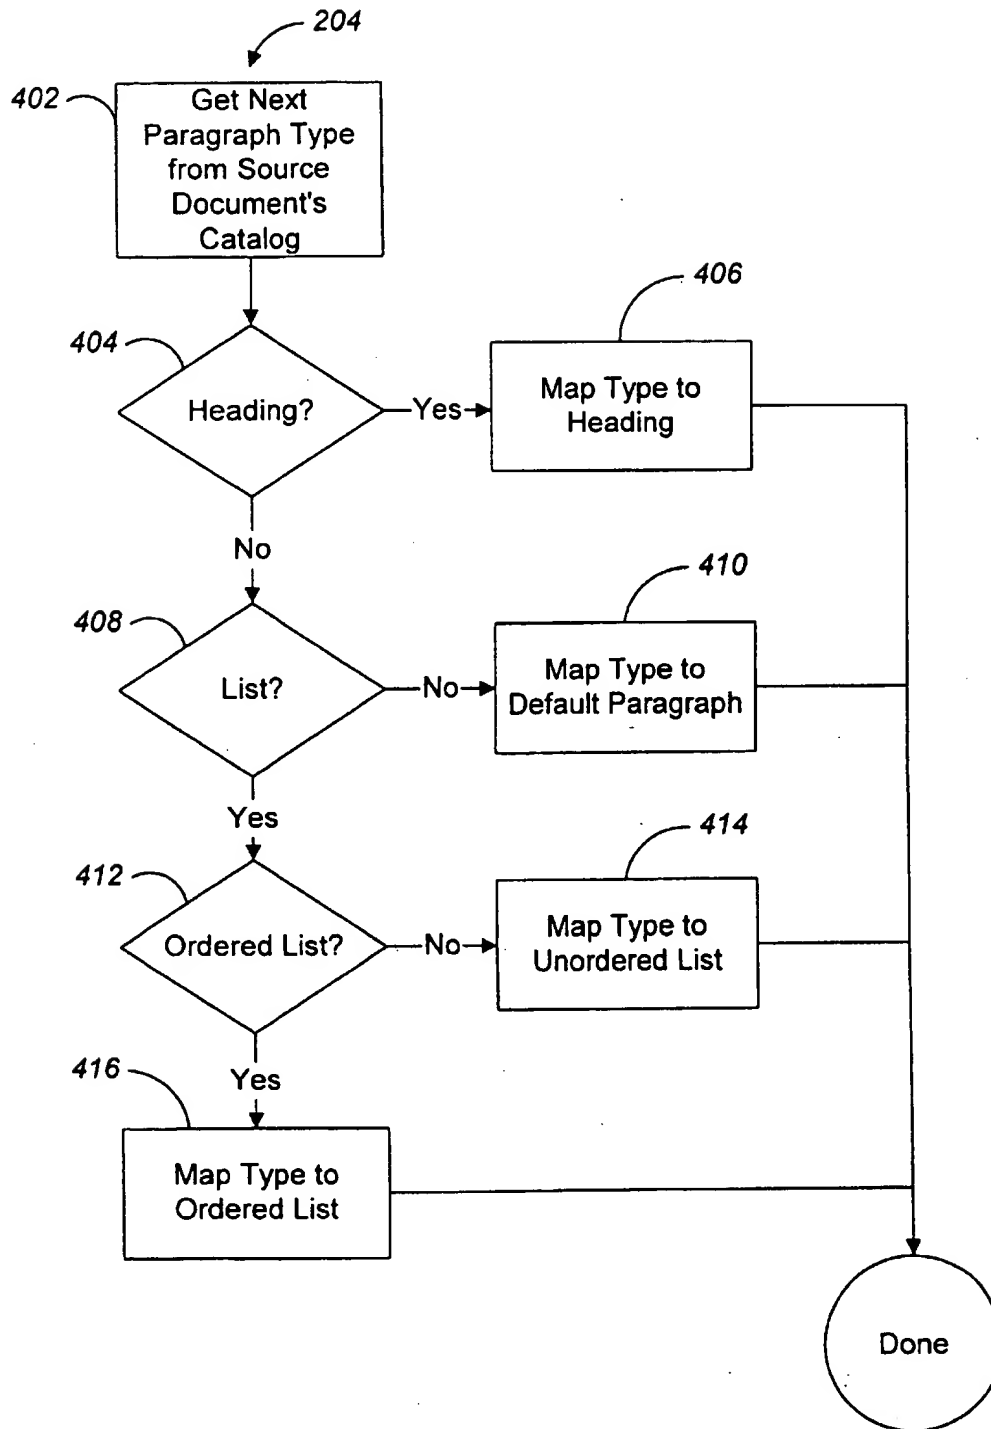 204
402
Get Next
Paragraph Type
from Source
Document's
Catalog
404
Heading?
Yes
406
Map Type to
Heading
No
408
List?
No
410
Map Type to
Default Paragraph
Yes
412
Ordered List?
No
414
Map Type to
Unordered List
Yes
416
Map Type to
Ordered List
Done